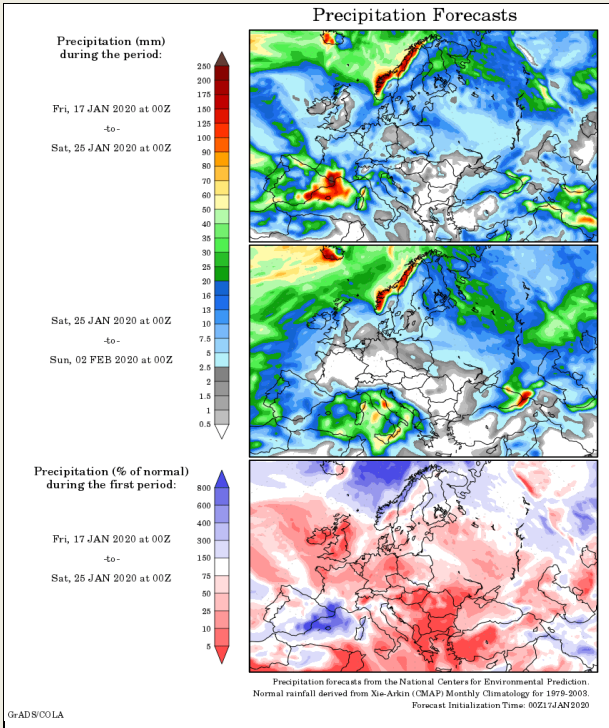 Precipitation Forecasts
Precipitation (mm)
during the period:
Fri, 17 JAN 2020 at 00Z
-to-
Sat, 25 JAN 2020 at 00Z
250
200
175
150
125
100
90
80
70
60
50
40
35
30
25
20
16
13
10
7.5
5
2.5
2
1.5
1
0.5
Sat, 25 JAN 2020 at 00Z
-to-
Sun, 02 FEB 2020 at 00Z
Precipitation (% of normal)
during the first period:
Fri, 17 JAN 2020 at 00Z
-to-
Sat, 25 JAN 2020 at 00Z
800
600
400
300
150
75
50
25
10
5
Precipitation forecasts from the National Centers for Environmental Prediction.
Normal rainfall derived from Xie-Arkin (CMAP) Monthly Climatology for 1979-2003.
Forecast Initialization Time: 00Z17JAN2020
GrADS/COLA